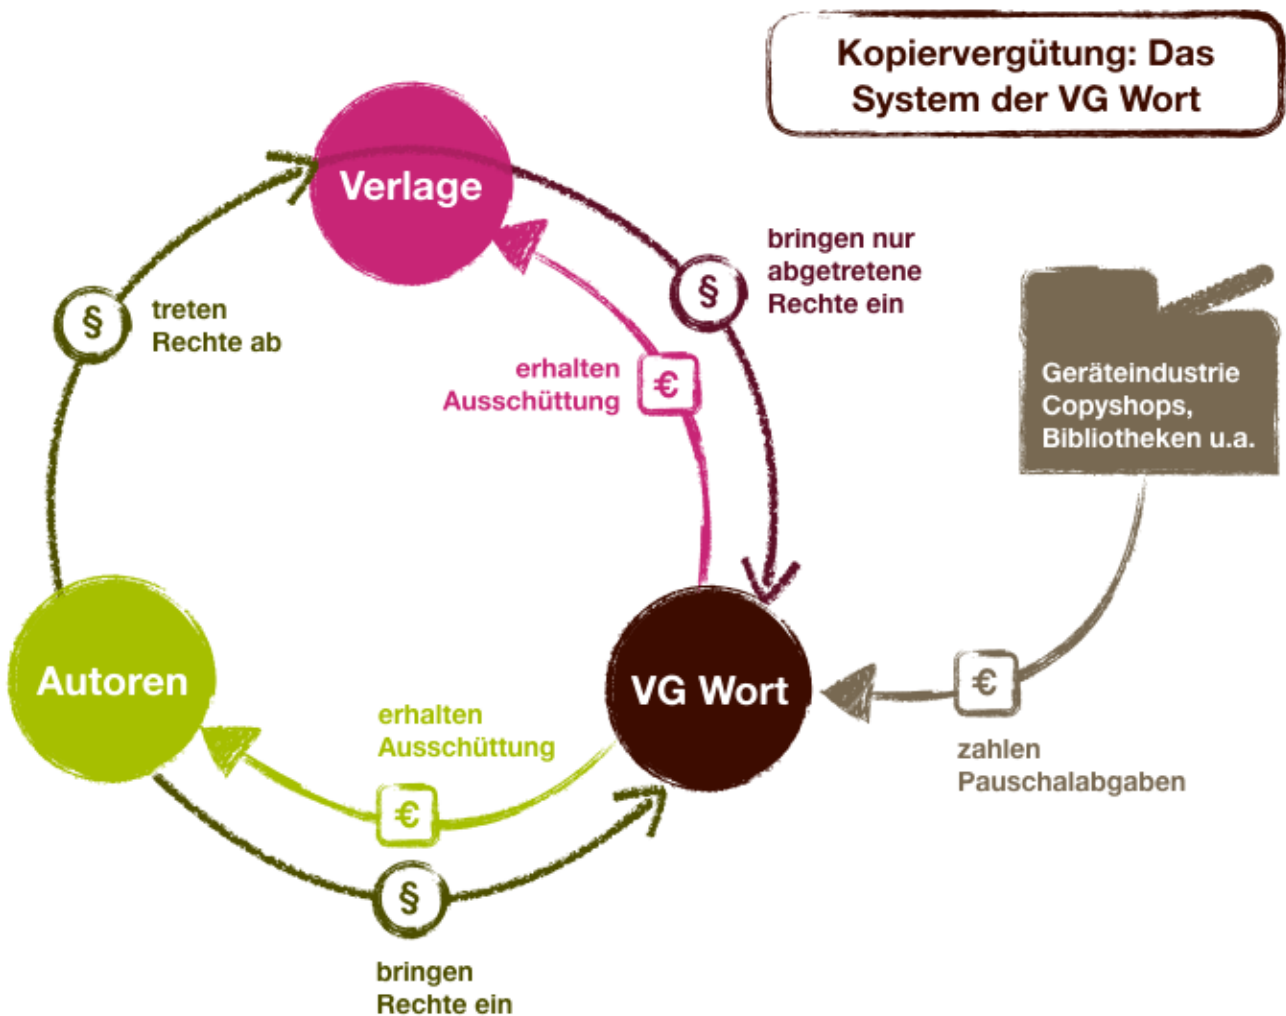 Kopiervergütung: Das
System der VG Wort
Verlage
§
treten
Rechte ab
§
bringen nur
abgetretene
Rechte ein
erhalten
Ausschüttung
€
Geräteindustrie
Copyshops,
Bibliotheken u.a.
Autoren
VG Wort
€
zahlen
Pauschalabgaben
erhalten
Ausschüttung
€
§
bringen
Rechte ein